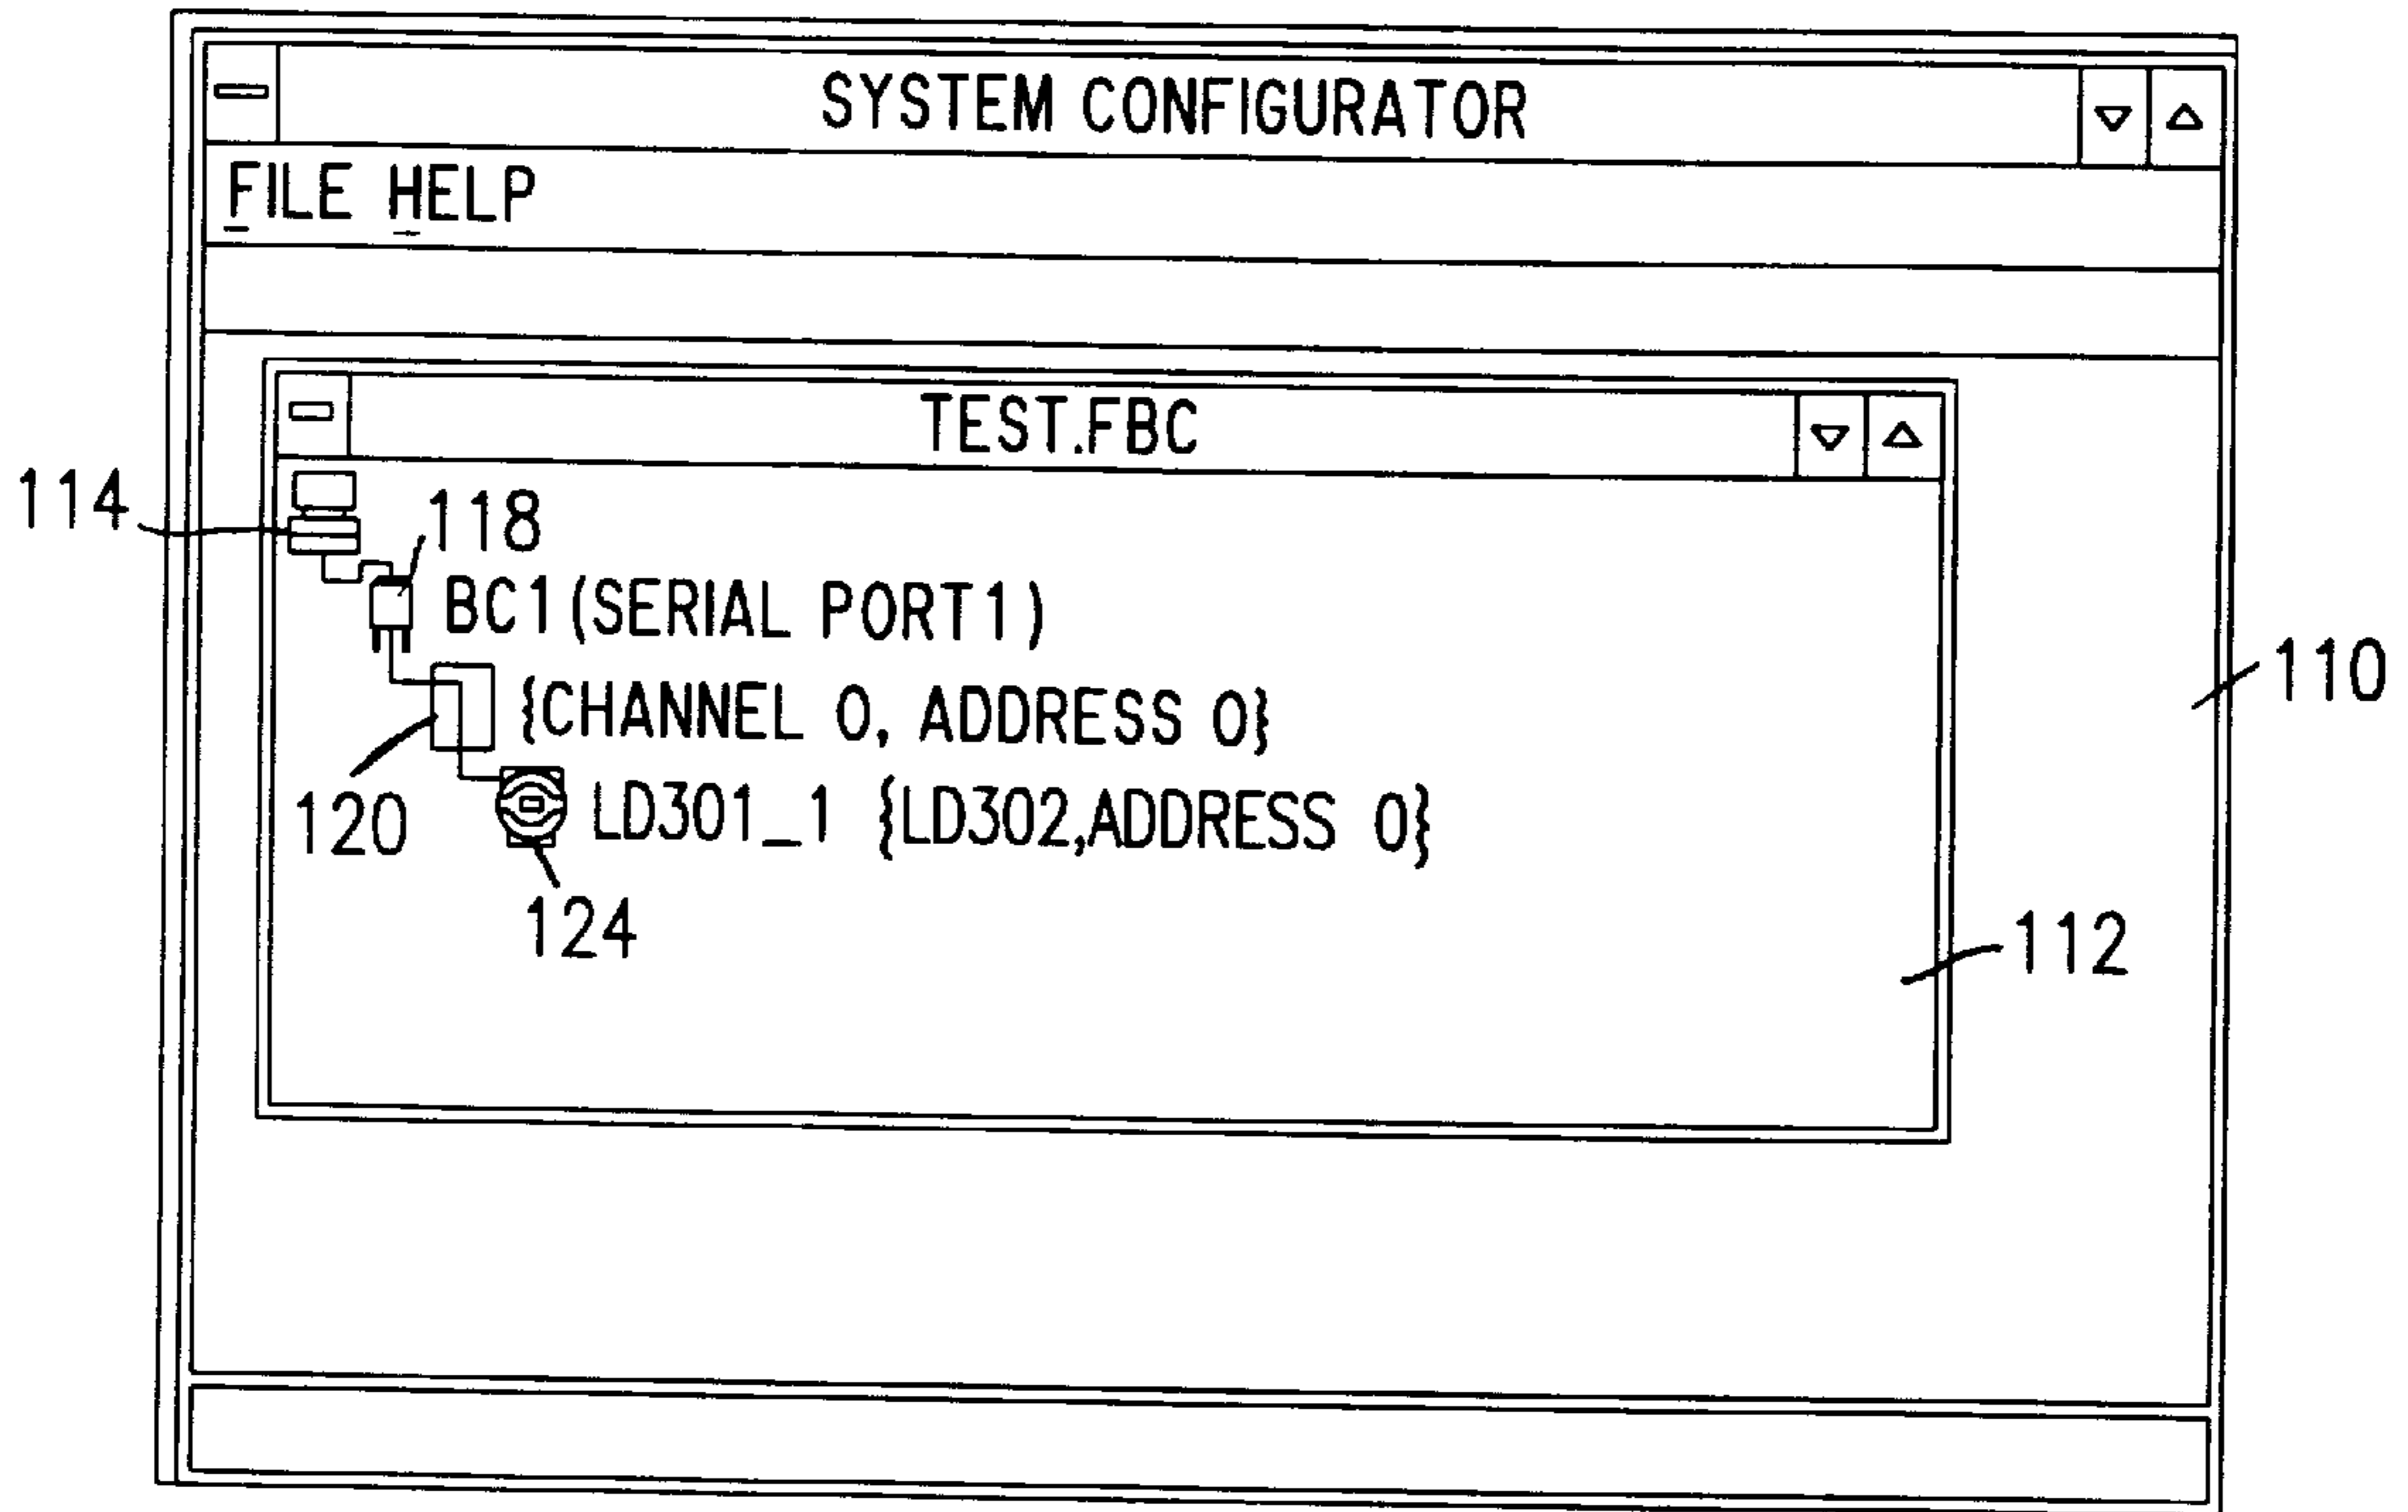 SYSTEM CONFIGURATOR
FILE HELP
TEST.FBC
114
118
BC1 (SERIAL PORT1)
110
{CHANNEL 0, ADDRESS 0}
120
LD301_1 {LD302,ADDRESS 0}
124
112